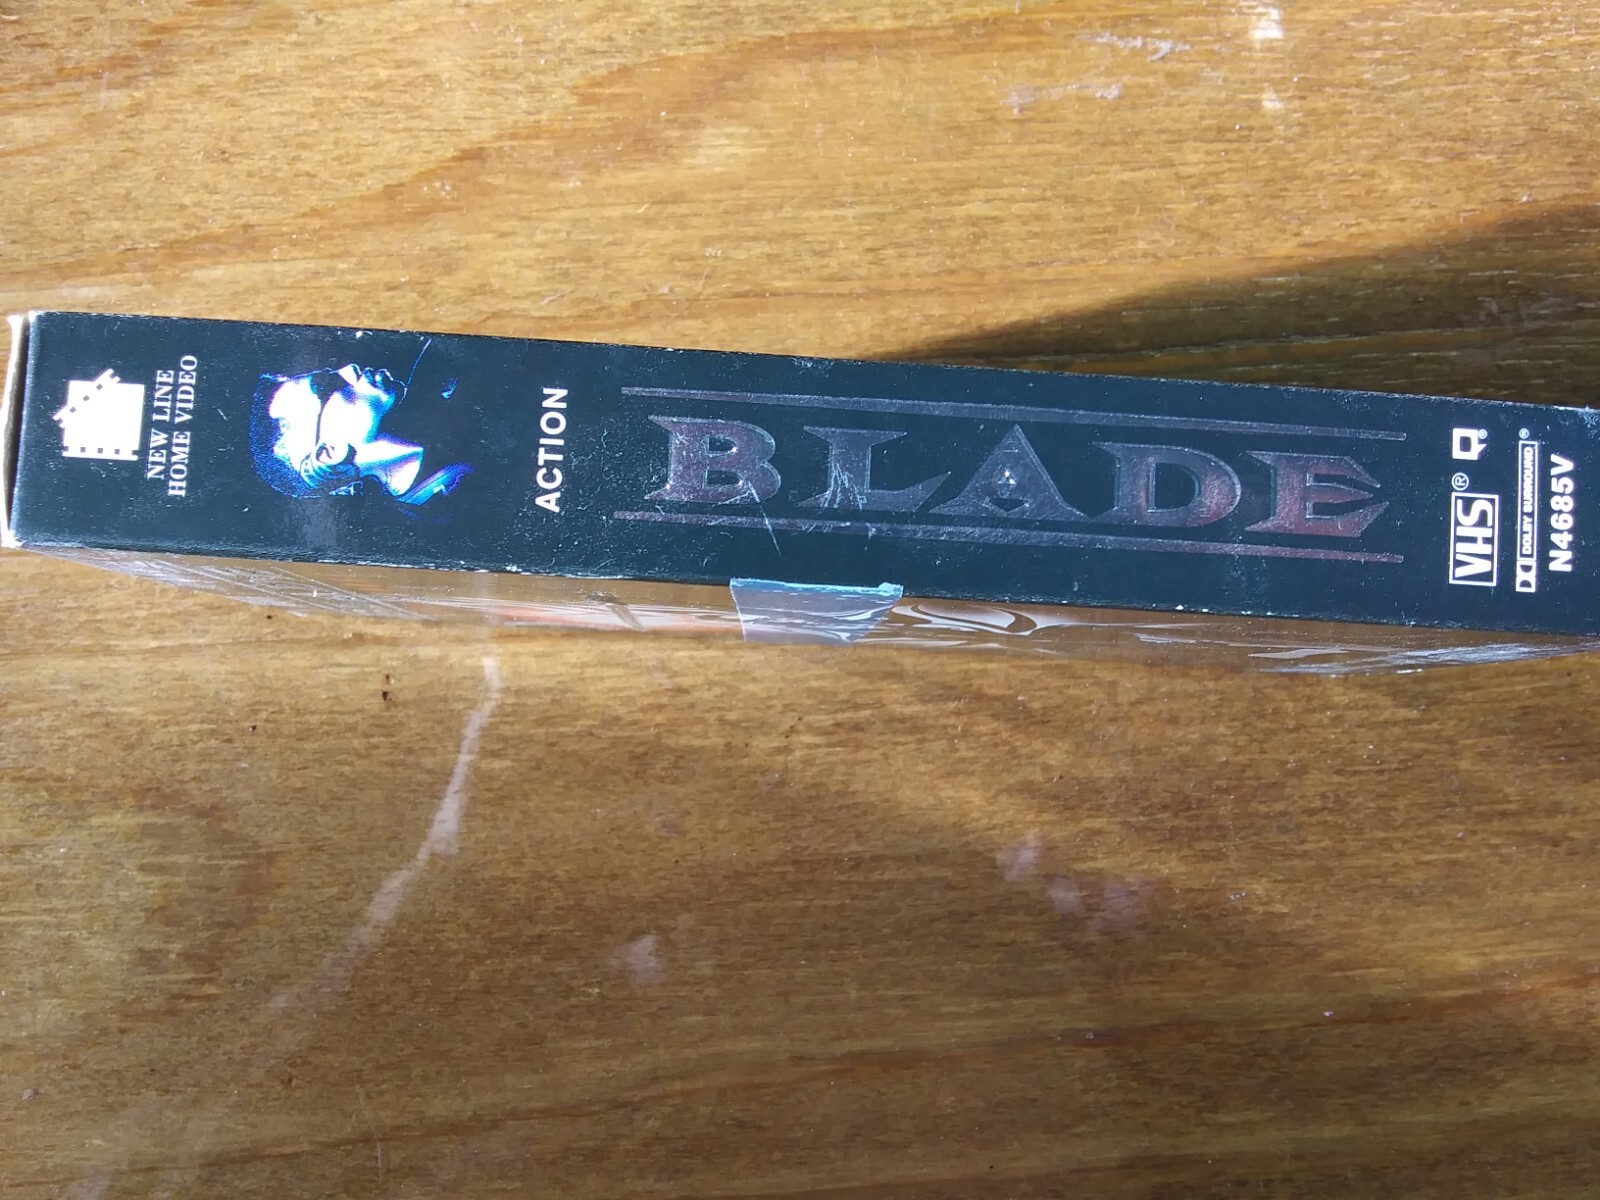 NEW LINE
HOME VIDEO
ACTION
BLADE
VHS®
DOLBY SURROUND®
N4685V